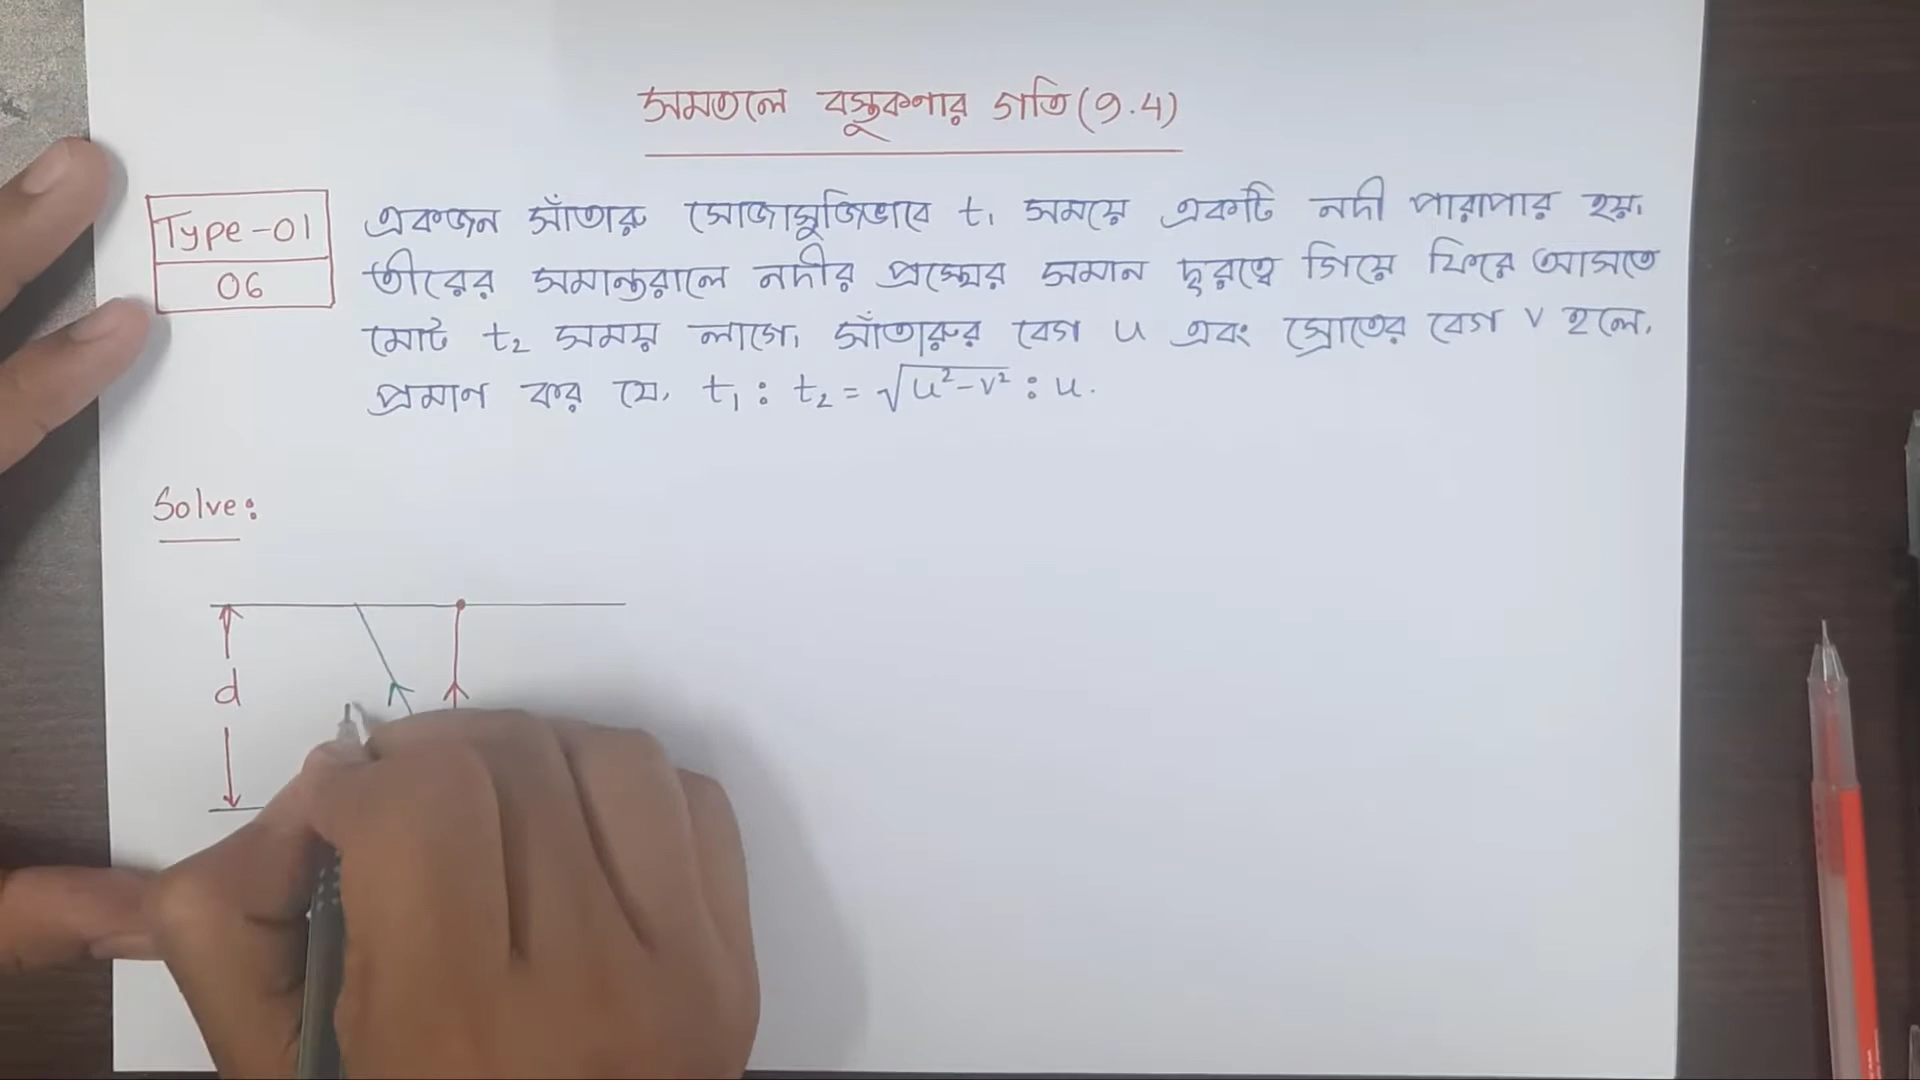 সমতলে বস্তুকণার গতি (9.4)
Type-01
06
একজন সাঁতারু সোজাসুজিভাবে t₁ সময়ে একটি নদী পারাপার হয়।
তীরের সমান্তরালে নদীর প্রস্থের সমান দূরত্বে গিয়ে ফিরে আসতে
মোট t₂ সময় লাগে। সাঁতারুর বেগ u এবং স্রোতের বেগ v হলে,
প্রমান কর যে, t₁ : t₂ = √u²-v² : u.
Solve:
d